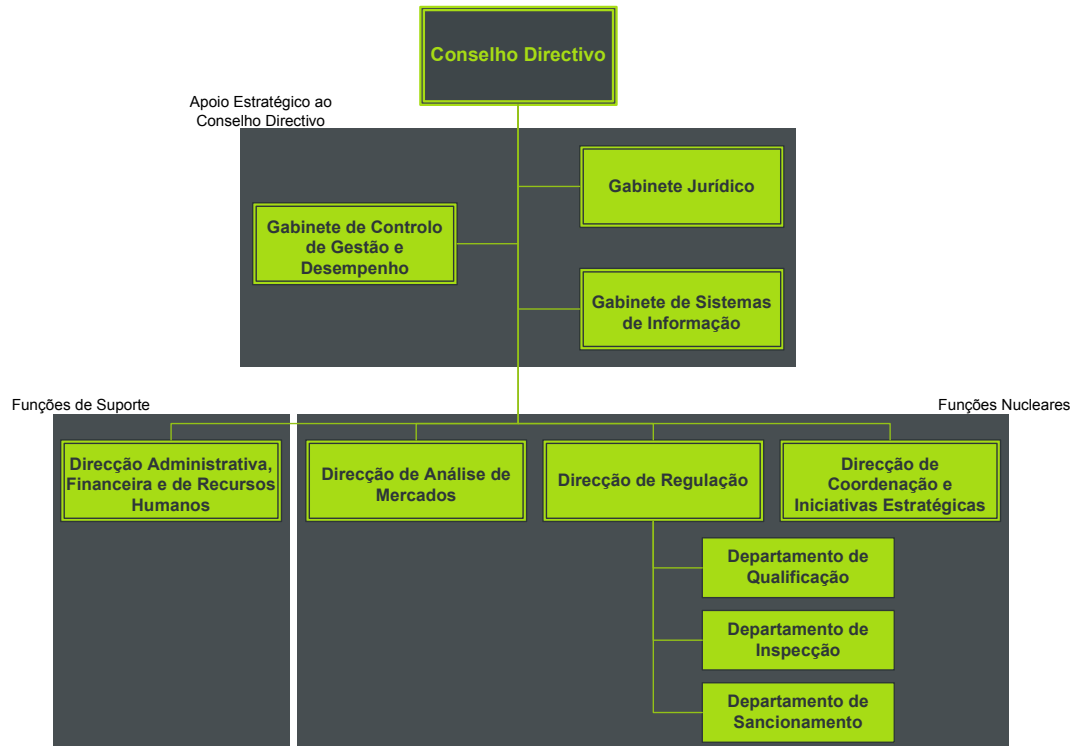 Conselho Directivo
Apoio Estratégico ao
Conselho Directivo
Gabinete Jurídico
Gabinete de Controlo
de Gestão e
Desempenho
Gabinete de Sistemas
de Informação
Funções de Suporte
Funções Nucleares
Direcção Administrativa,
Financeira e de Recursos
Humanos
Direcção de Análise de
Mercados
Direcção de Regulação
Direcção de
Coordenação e
Iniciativas Estratégicas
Departamento de
Qualificação
Departamento de
Inspecção
Departamento de
Sancionamento